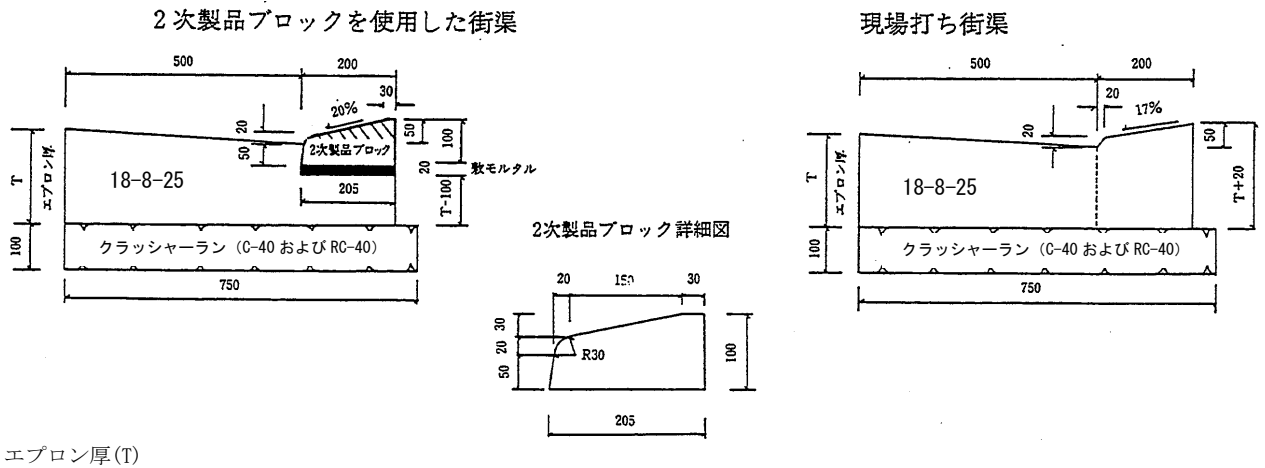 2次製品ブロックを使用した街渠
500
200
30
20%
20
50
50
100
2次製品ブロック
20
敷モルタル
T
エプロン厚
18-8-25
205
T-100
100
クラッシャーラン（C-40 および RC-40）
750
現場打ち街渠
500
200
20
17%
20
50
T
エプロン厚
18-8-25
T+20
100
クラッシャーラン（C-40 および RC-40）
750
2次製品ブロック詳細図
20
150
30
30
20
50
R30
100
205
エプロン厚(T)